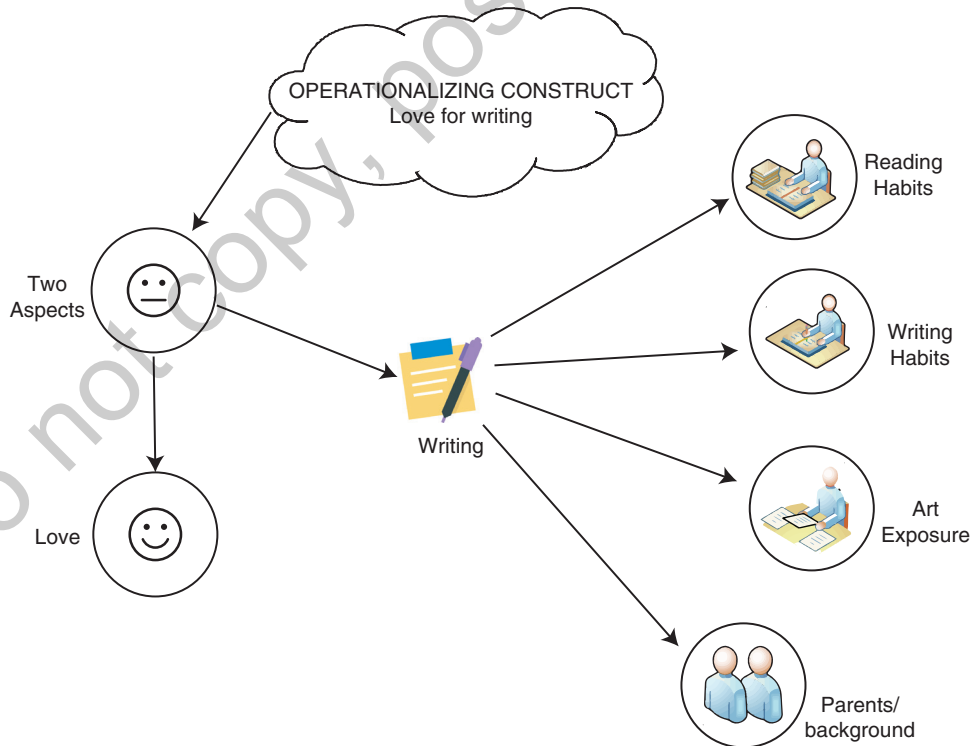 OPERATIONALIZING CONSTRUCT
Love for writing
Reading
Habits
Two
Aspects
Writing
Habits
Writing
Love
Art
Exposure
Parents/
background
not copy, pos